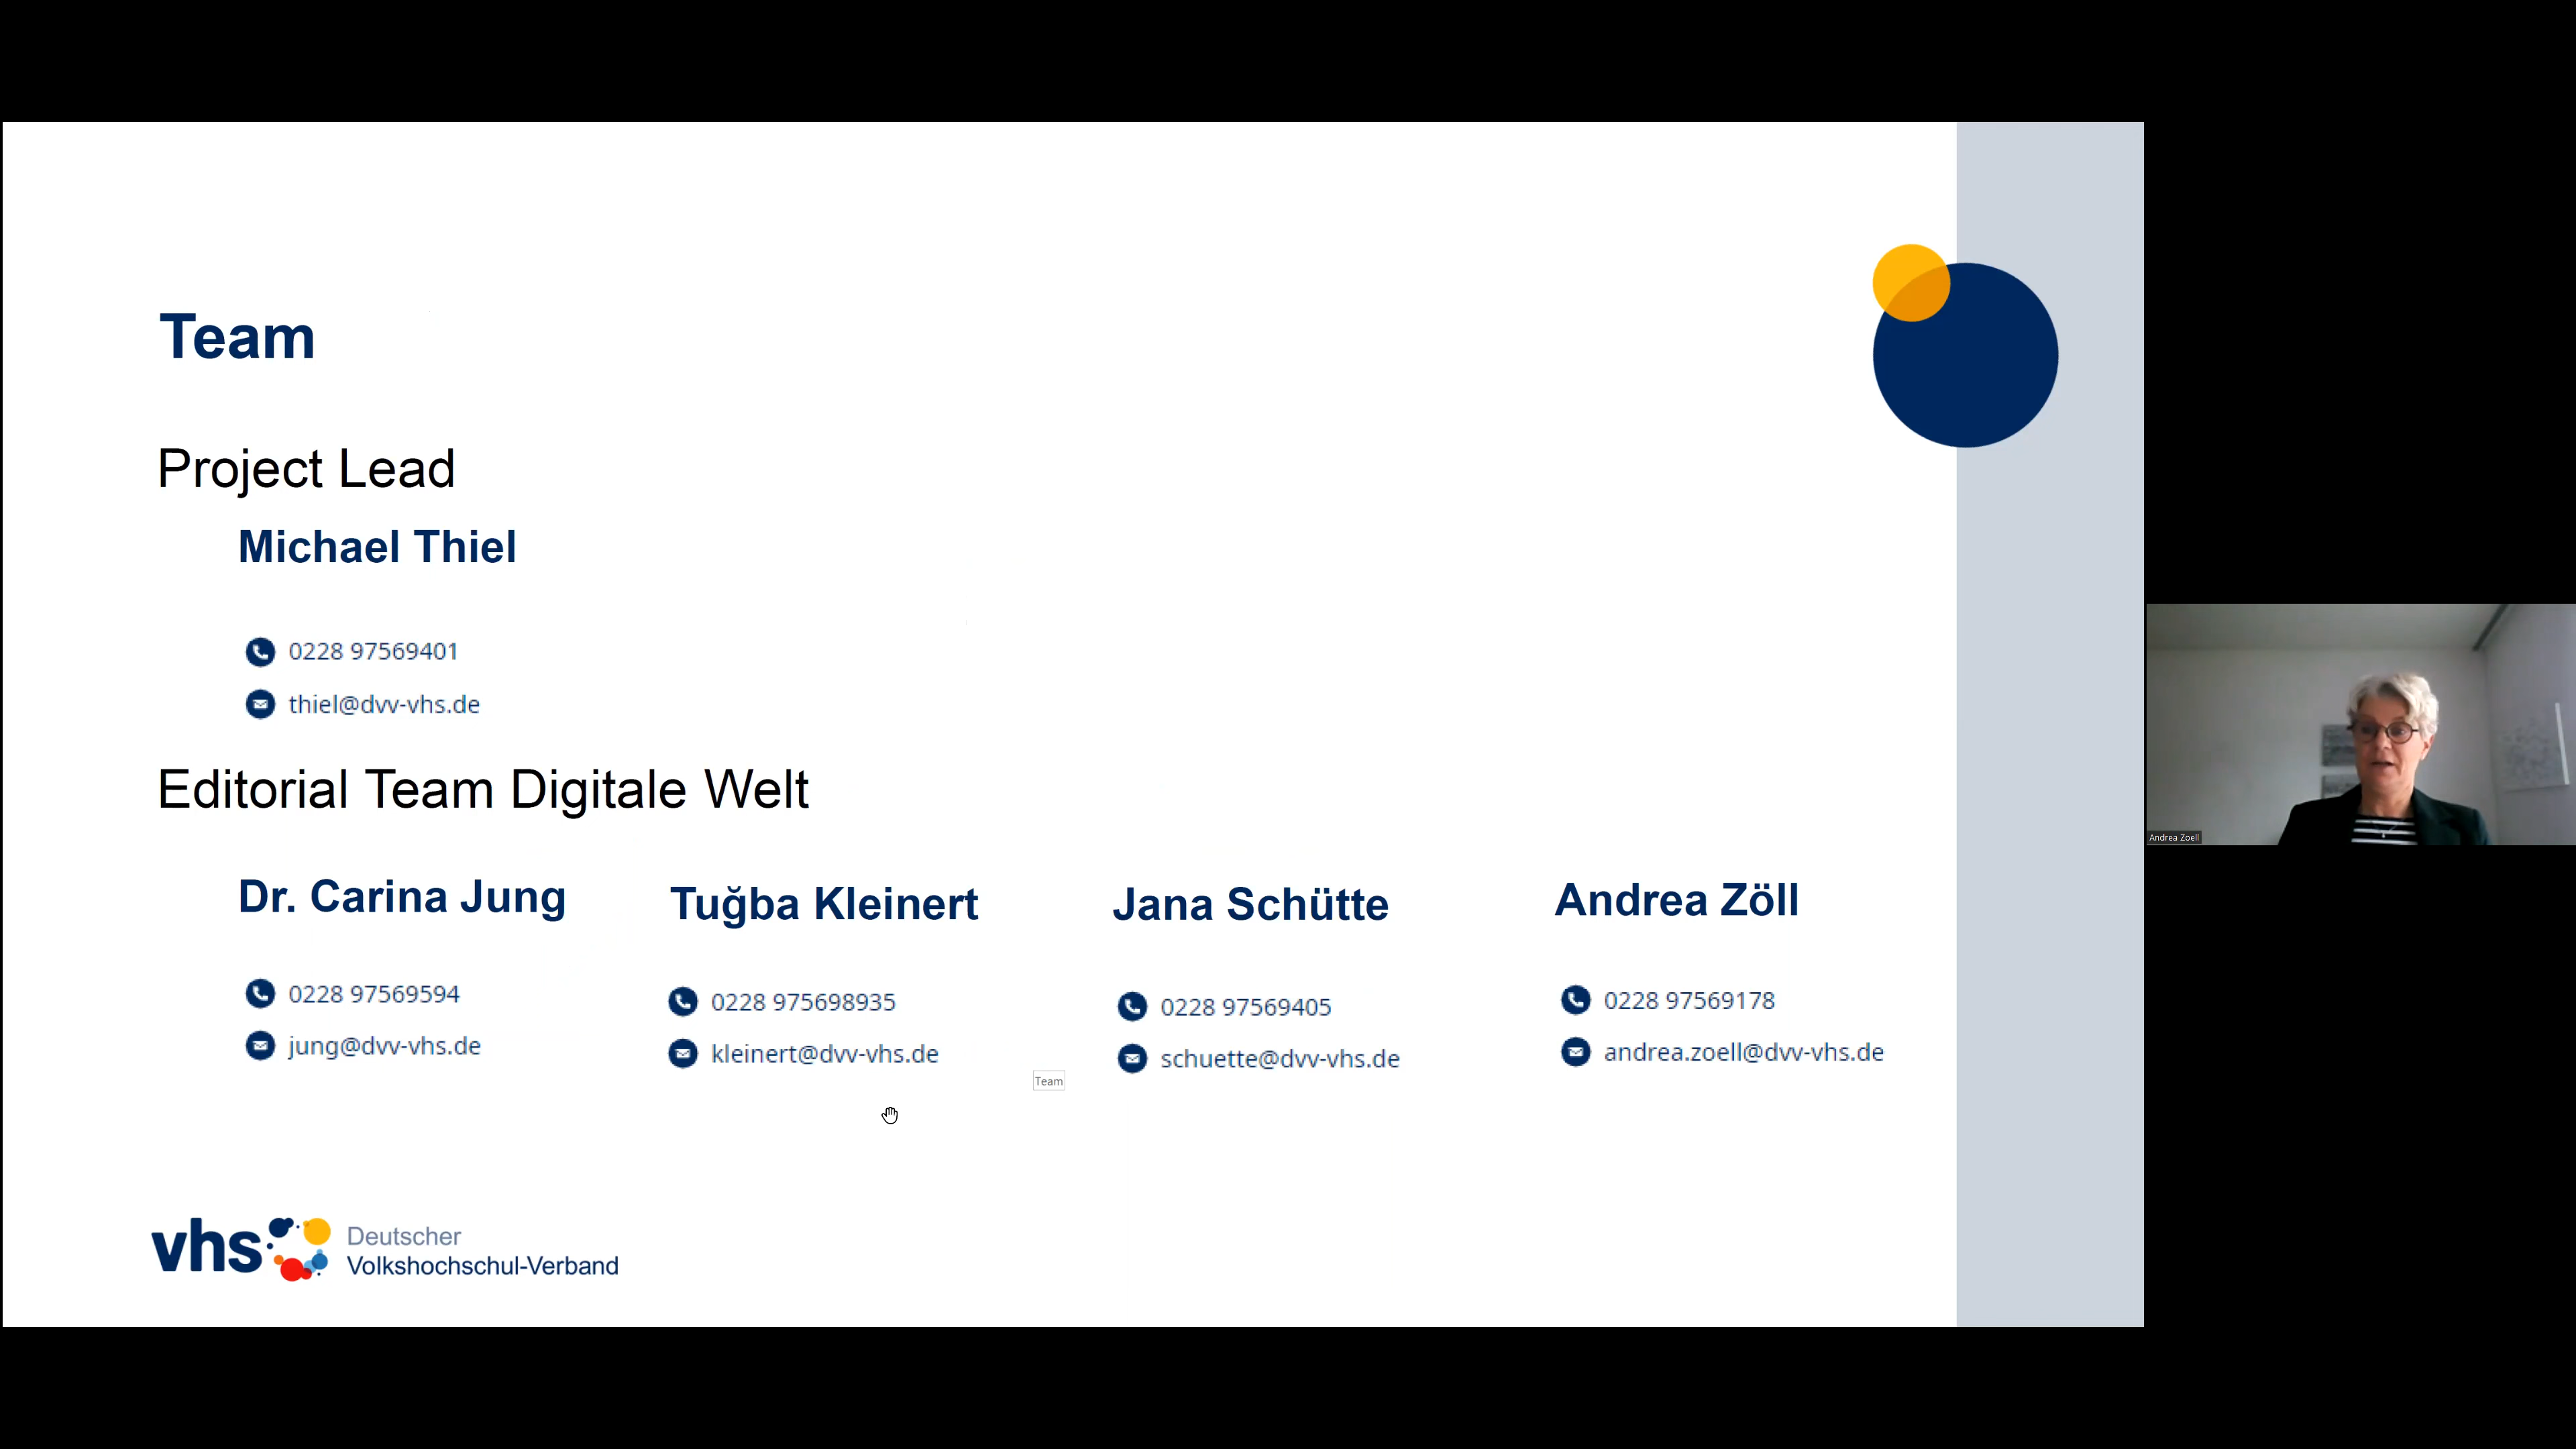 Team
Project Lead
Michael Thiel
0228 97569401
thiel@dvv-vhs.de
Editorial Team Digitale Welt
Dr. Carina Jung
0228 97569594
jung@dvv-vhs.de
Tuğba Kleinert
0228 975698935
kleinert@dvv-vhs.de
Jana Schütte
0228 97569405
schuette@dvv-vhs.de
Andrea Zöll
0228 97569178
andrea.zoell@dvv-vhs.de
Team
vhs
Deutscher
Volkshochschul-Verband
Andrea Zoell